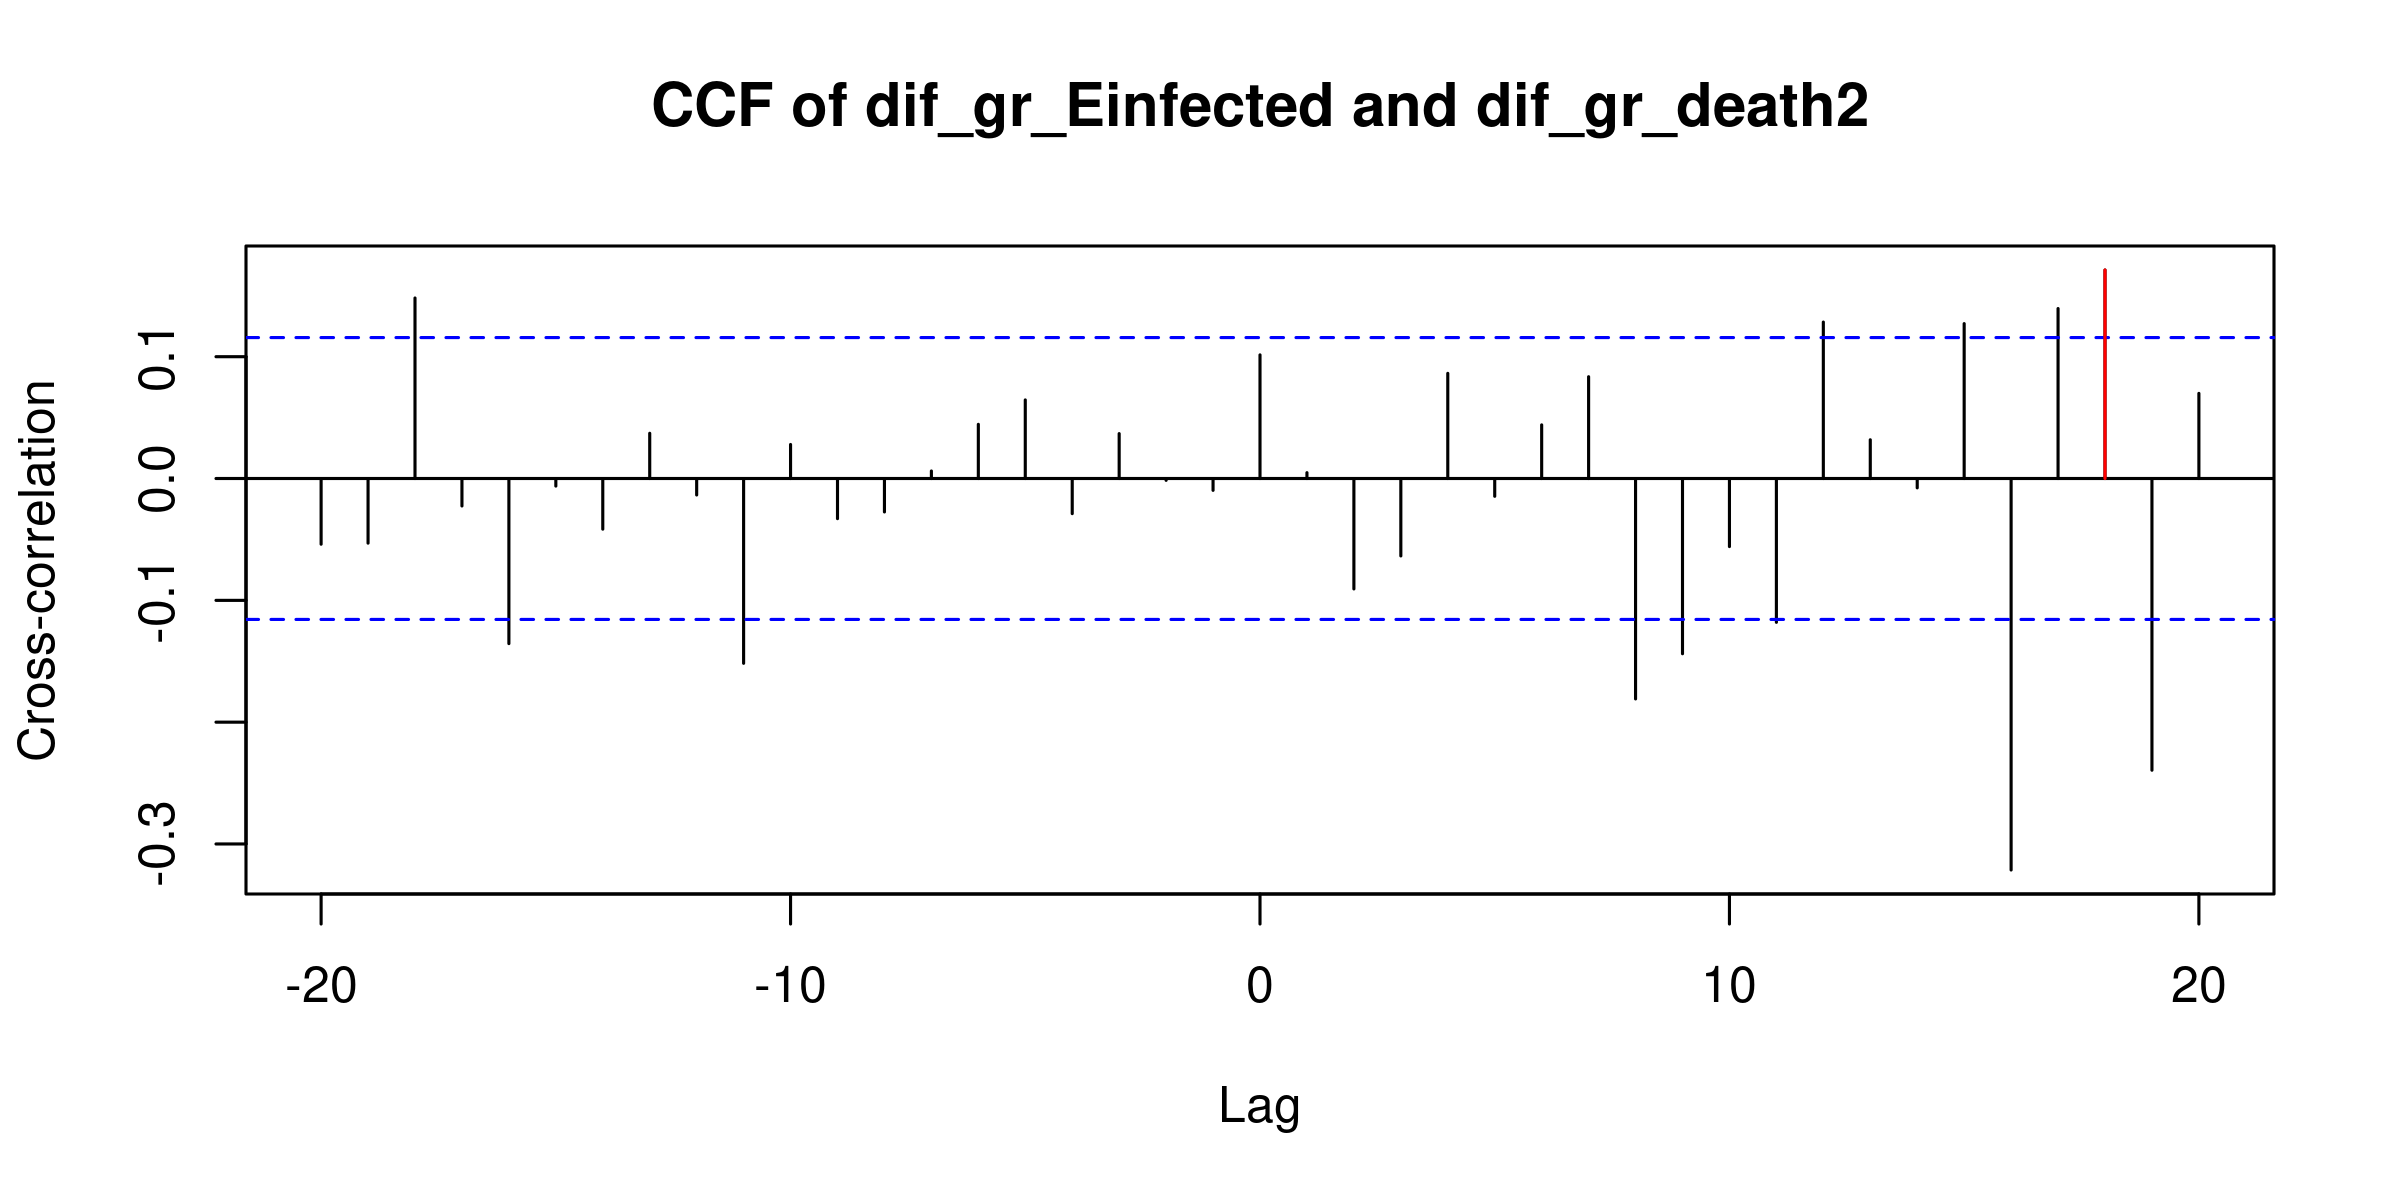 CCF of dif_gr_Einfected and dif_gr_death2
Cross-correlation
0.1
0.0
-0.1
-0.3
-20 -10 0 10 20
Lag